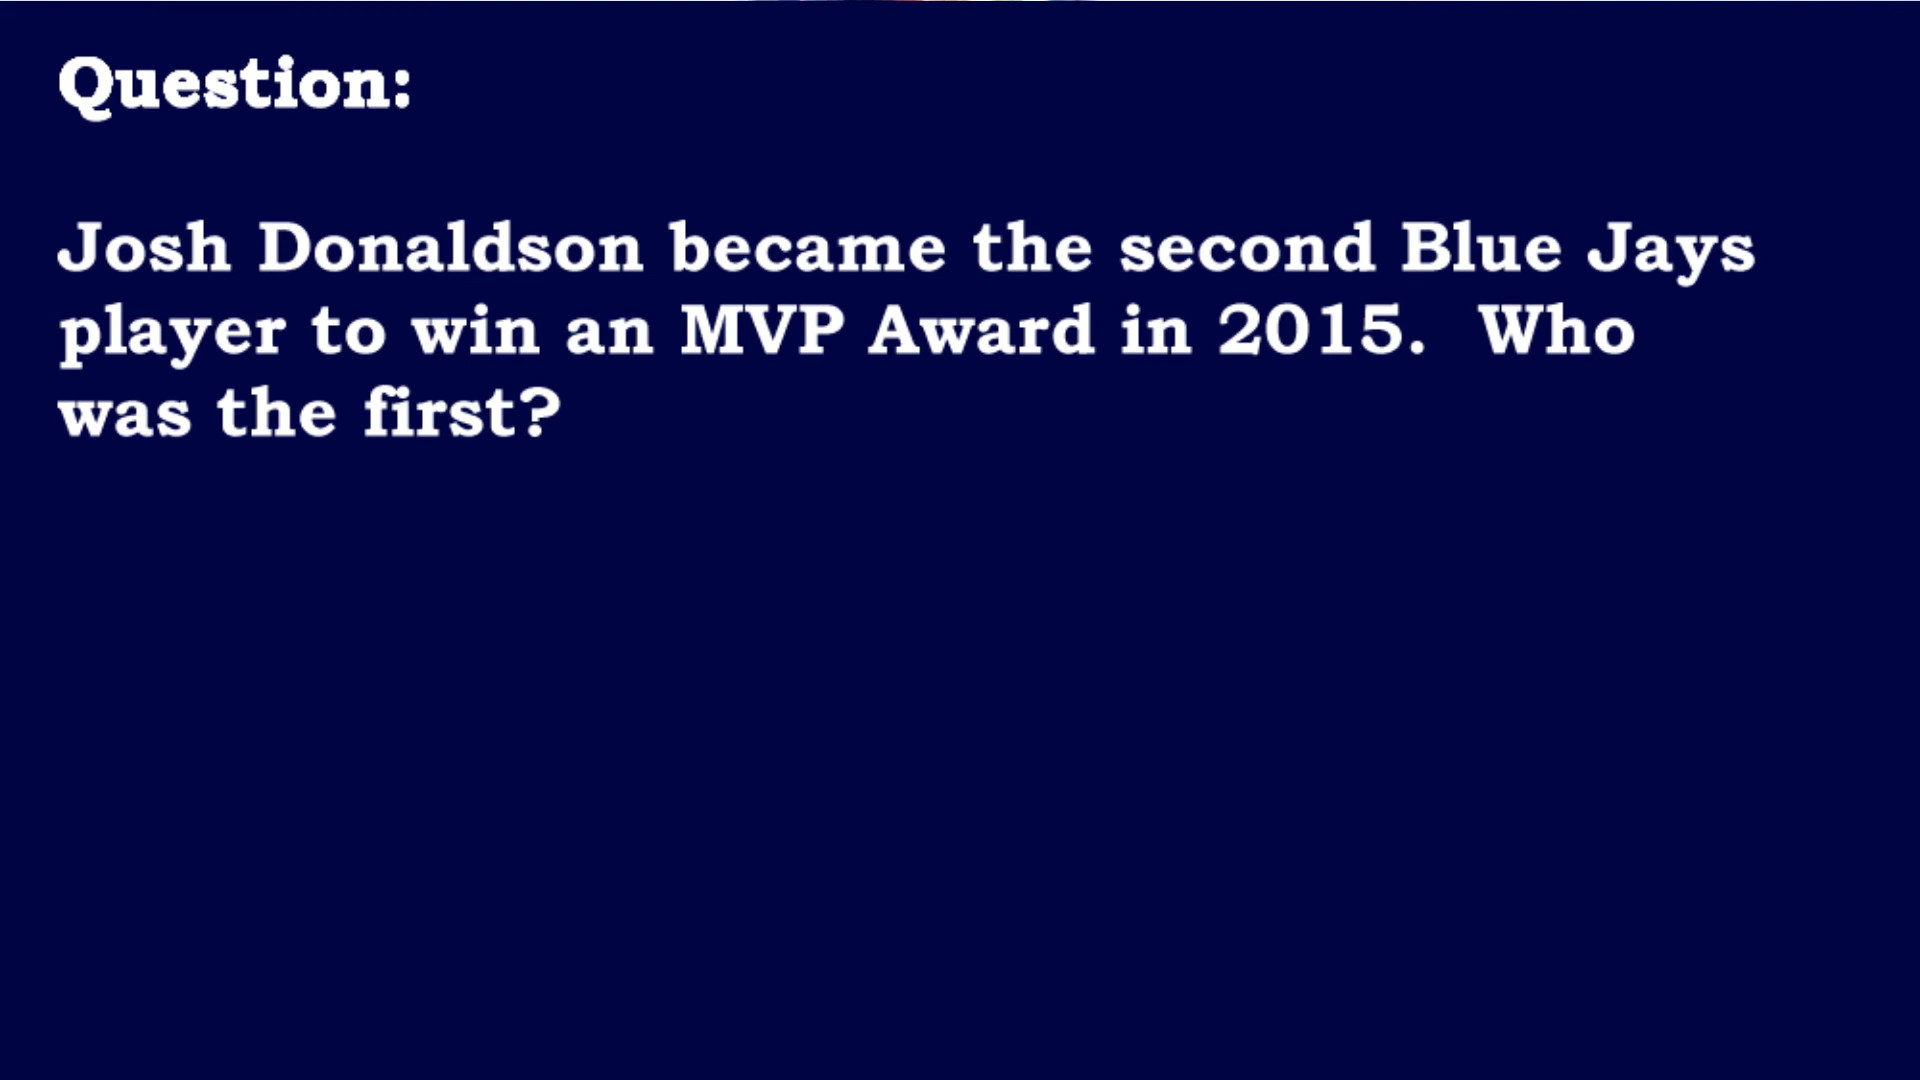 Question:
Josh Donaldson became the second Blue Jays
player to win an MVP Award in 2015.  Who
was the first?